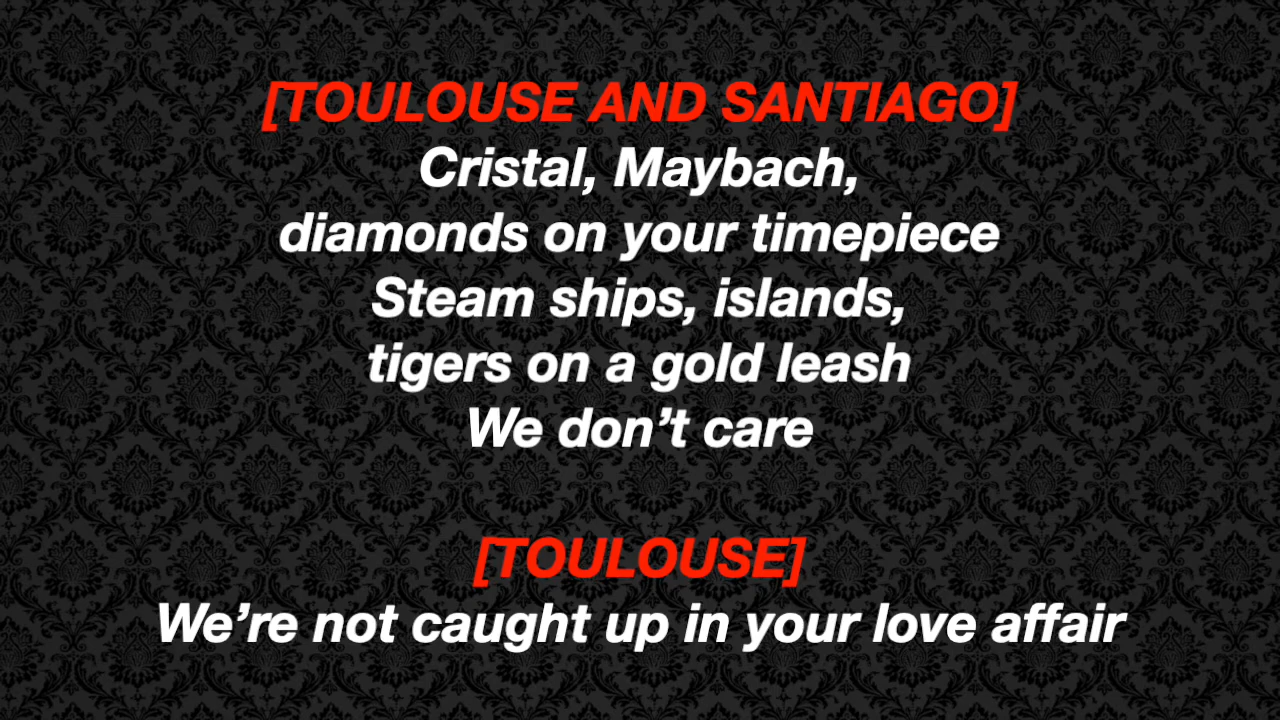 [TOULOUSE AND SANTIAGO]
Cristal, Maybach,
diamonds on your timepiece
Steam ships, islands,
tigers on a gold leash
We don’t care
[TOULOUSE]
We’re not caught up in your love affair